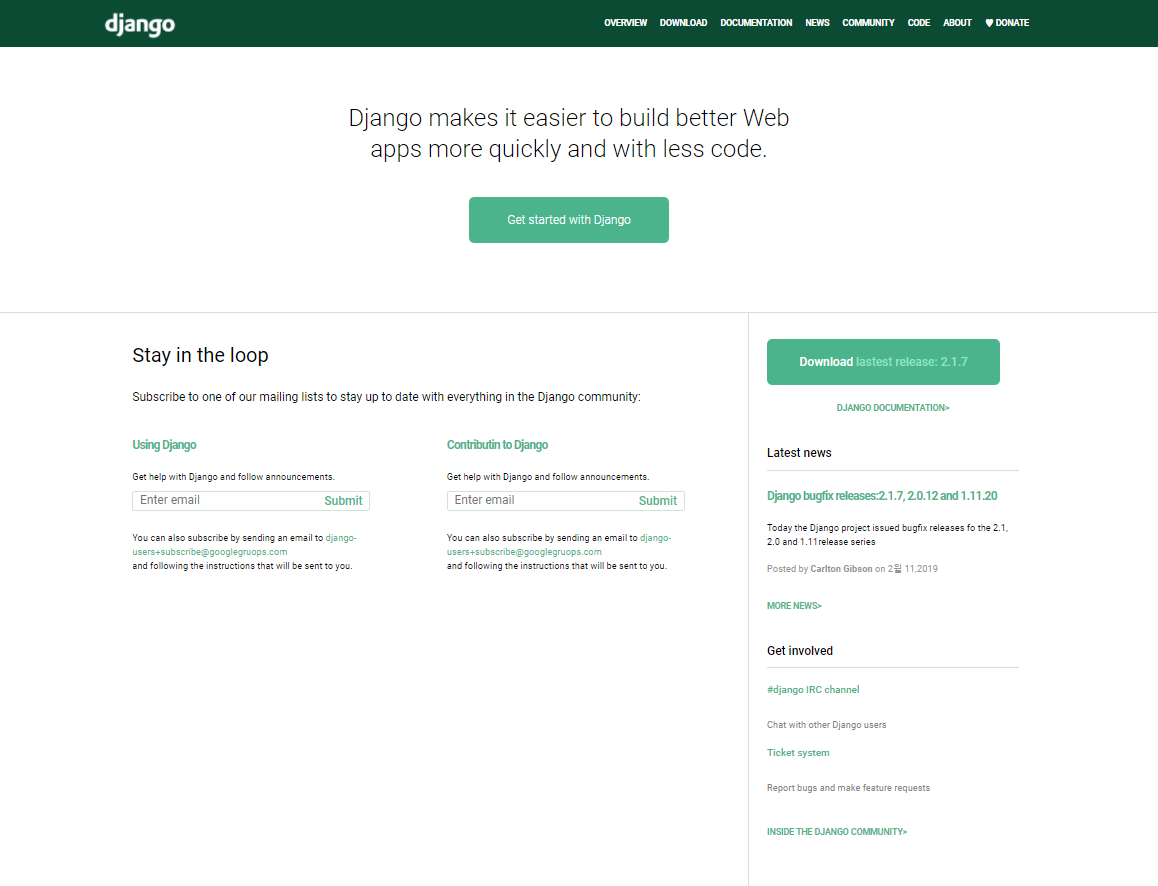 django
OVERVIEW DOWNLOAD DOCUMENTATION NEWS COMMUNITY CODE ABOUT ♥ DONATE
Django makes it easier to build better Web
apps more quickly and with less code.
Get started with Django
Stay in the loop
Subscribe to one of our mailing lists to stay up to date with everything in the Django community:
Using Django
Get help with Django and follow announcements.
Enter email Submit
You can also subscribe by sending an email to django-
users+subscribe@googlegruops.com
and following the instructions that will be sent to you.
Contributin to Django
Get help with Django and follow announcements.
Enter email Submit
You can also subscribe by sending an email to django-
users+subscribe@googlegruops.com
and following the instructions that will be sent to you.
Download lastest release: 2.1.7
DJANGO DOCUMENTATION>
Latest news
Django bugfix releases:2.1.7, 2.0.12 and 1.11.20
Today the Django project issued bugfix releases fo the 2.1,
2.0 and 1.11release series
Posted by Carlton Gibson on 2월 11,2019
MORE NEWS>
Get involved
#django IRC channel
Chat with other Django users
Ticket system
Report bugs and make feature requests
INSIDE THE DJANGO COMMUNITY>